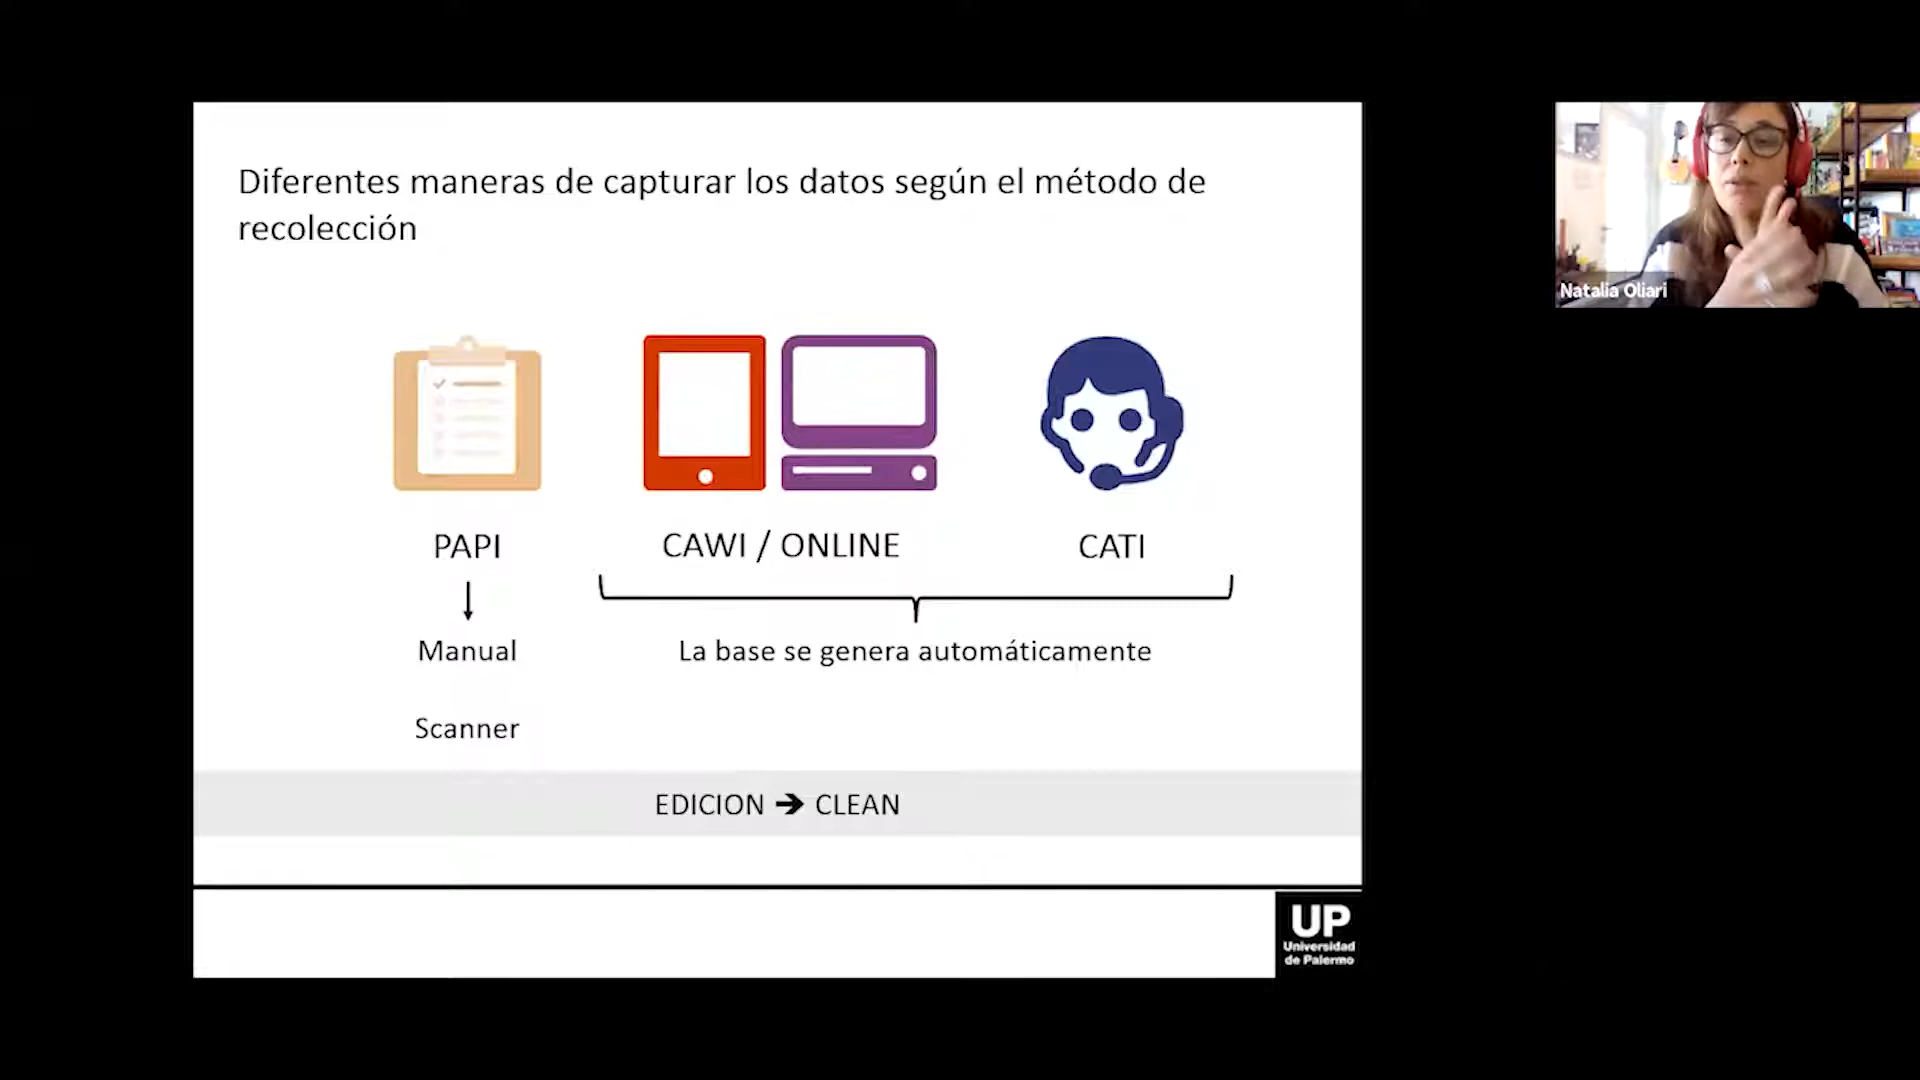 Diferentes maneras de capturar los datos según el método de
recolección
PAPI
CAWI / ONLINE
CATI
Manual
La base se genera automáticamente
Scanner
EDICION ➔ CLEAN
UP
Universidad
de Palermo
Natalia Oliari